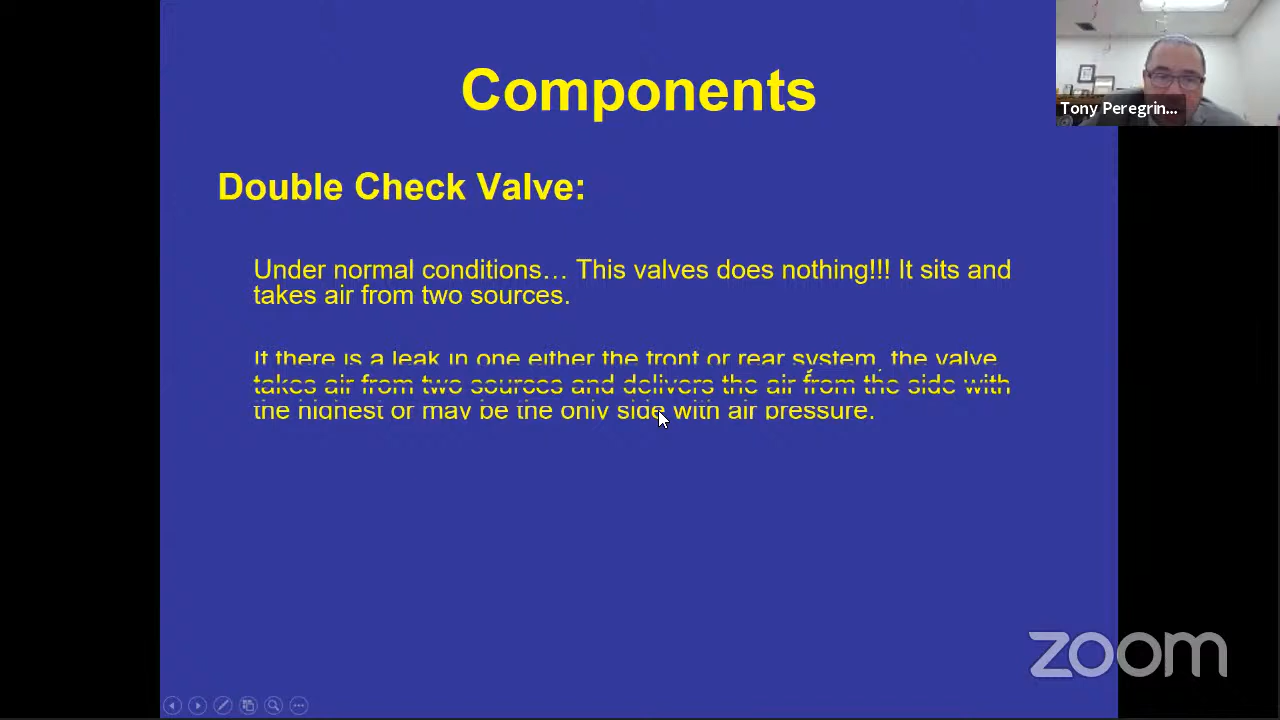 Components
Tony Peregrin...
Double Check Valve:
Under normal conditions… This valves does nothing!!! It sits and
takes air from two sources.
If there is a leak in one either the front or rear system, the valve
takes air from two sources and delivers the air from the side with
the highest or may be the only side with air pressure.
zoom